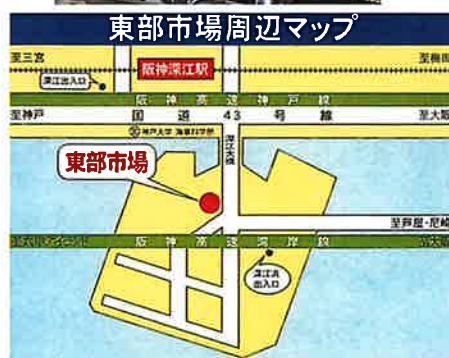 東部市場周辺マップ
至三宮
阪神深江駅
至梅田
深江出入口
阪神高速神戸線
至神戸
国道43号線
至大阪
神戸大学 海事科学部
深江大橋
東部市場
至芦屋・尼崎
阪神高速湾岸線
深江浜
出入口